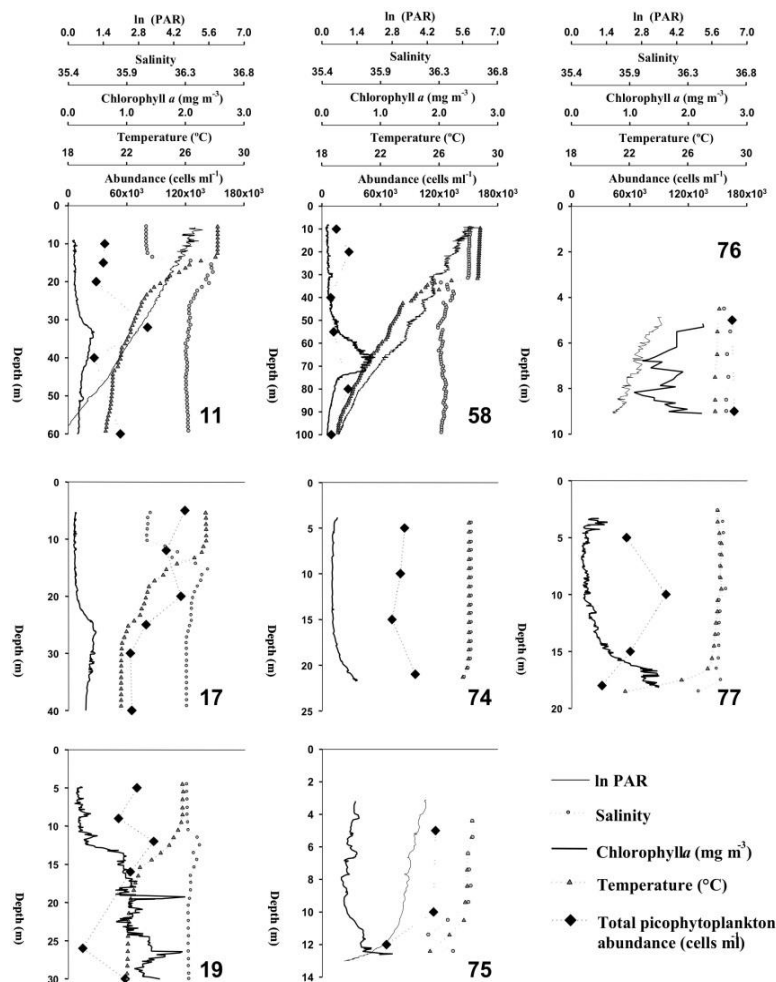 ln (PAR)
0.0 1.4 2.8 4.2 5.6 7.0
Salinity
35.4 35.9 36.3 36.8
Chlorophyll a (mg m⁻³)
0.0 1.0 2.0 3.0
Temperature (ºC)
18 22 26 30
Abundance (cells ml⁻¹)
0 60x10³ 120x10³ 180x10³
0
10
20
30
40
50
60
Depth (m)
11
ln (PAR)
0.0 1.4 2.8 4.2 5.6 7.0
Salinity
35.4 35.9 36.3 36.8
Chlorophyll a (mg m⁻³)
0.0 1.0 2.0 3.0
Temperature (ºC)
18 22 26 30
Abundance (cells ml⁻¹)
0 60x10³ 120x10³ 180x10³
0
10
20
30
40
50
60
70
80
90
100
Depth (m)
58
ln (PAR)
0.0 1.4 2.8 4.2 5.6 7.0
Salinity
35.4 35.9 36.3 36.8
Chlorophyll a (mg m⁻³)
0.0 1.0 2.0 3.0
Temperature (ºC)
18 22 26 30
Abundance (cells ml⁻¹)
0 60x10³ 120x10³ 180x10³
0
2
4
6
8
10
Depth (m)
76
0
10
20
30
40
Depth (m)
17
0
5
10
15
20
25
Depth (m)
74
0
5
10
15
20
Depth (m)
77
0
5
10
15
20
25
30
Depth (m)
19
0
2
4
6
8
10
12
14
Depth (m)
75
ln PAR
Salinity
Chlorophylla (mg m⁻³)
Temperature (°C)
Total picophytoplankton
abundance (cells ml⁻¹)